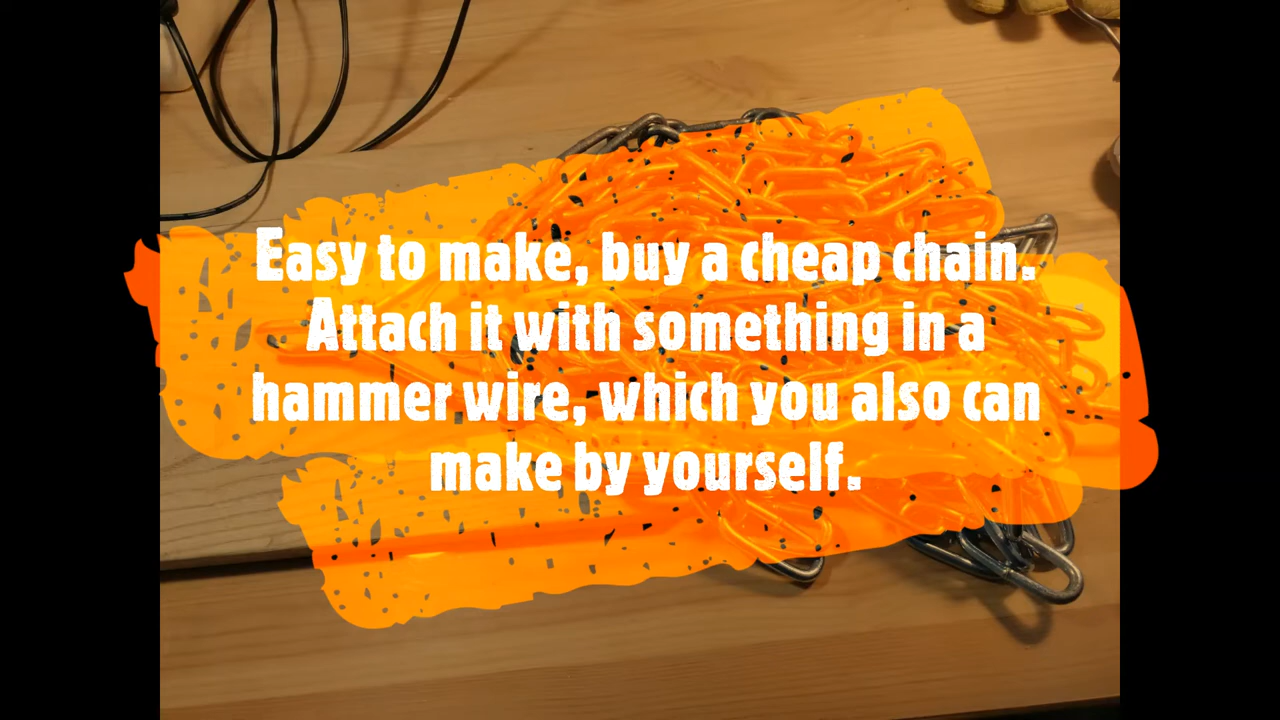 Easy to make, buy a cheap chain.
Attach it with something in a
hammer wire, which you also can
make by yourself.